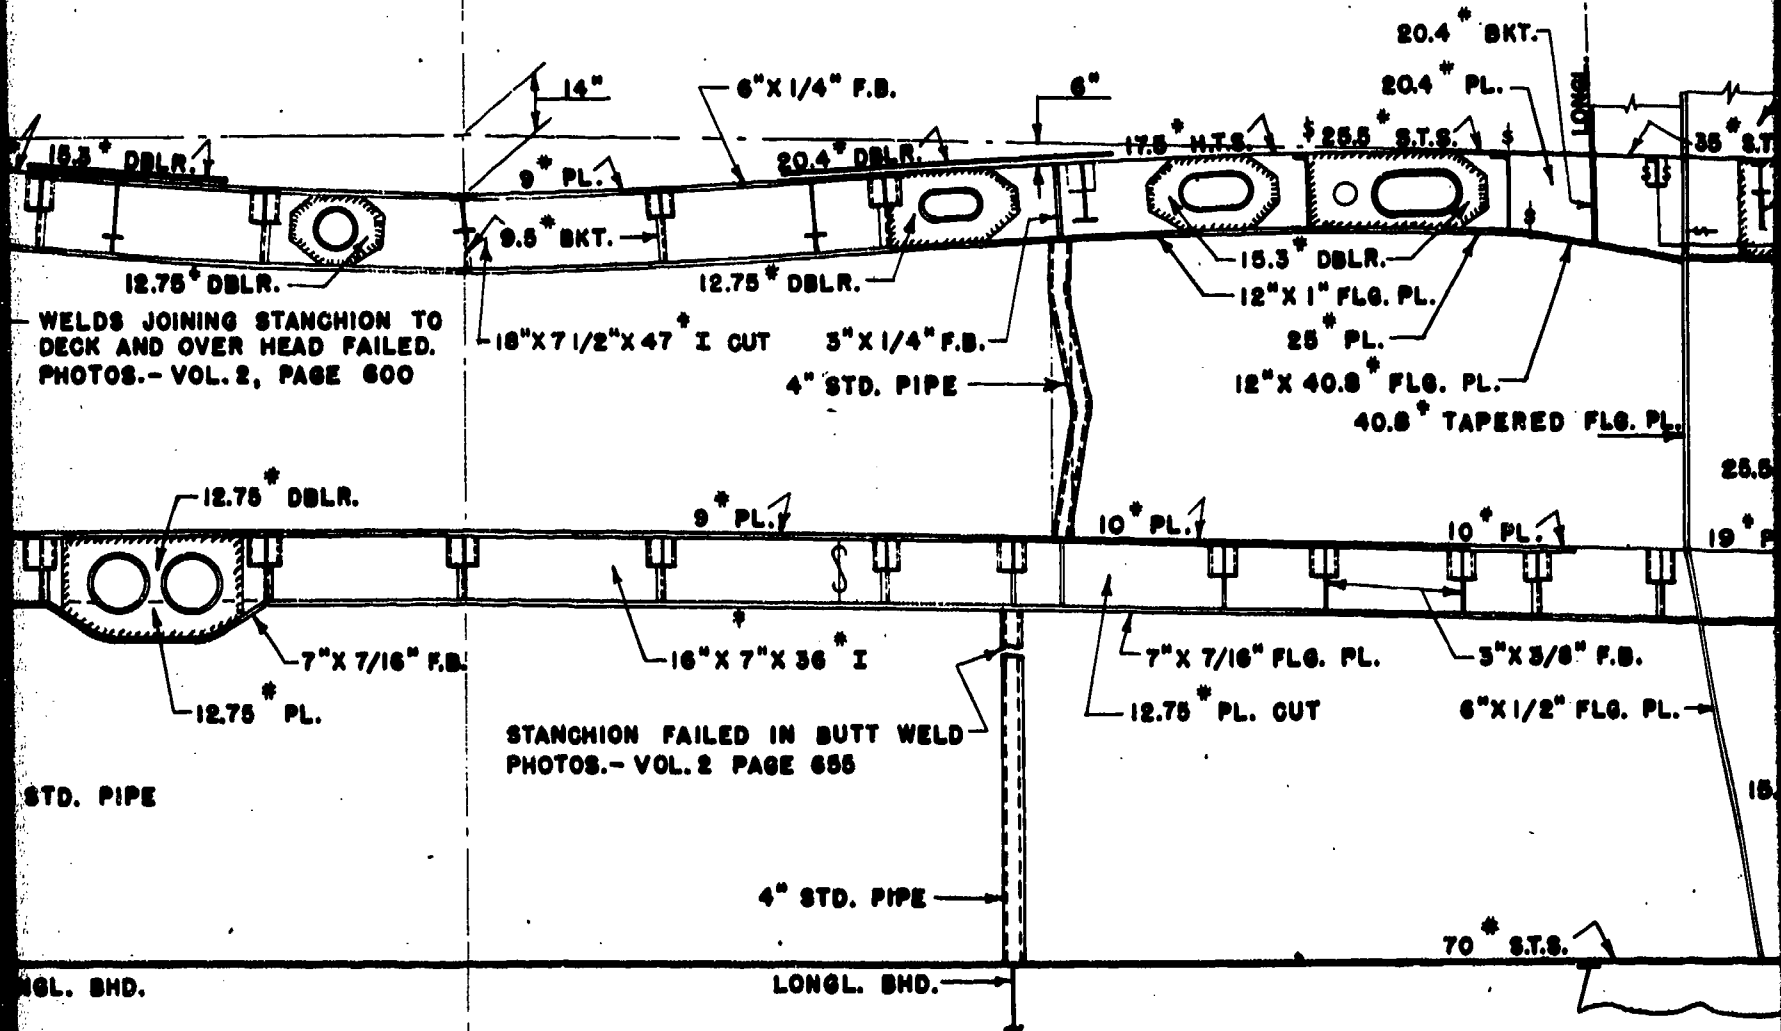 20.4# BKT.
20.4# PL.
LONGL.
14"
6"X 1/4" F.B.
6"
15.3# DBLR.
9# PL.
20.4# DBLR.
17.5# H.T.S.
25.5# S.T.S.
35# S.T.
9.5# BKT.
12.75# DBLR.
12.75# DBLR.
15.3# DBLR.
12"X 1" FLG. PL.
WELDS JOINING STANCHION TO
DECK AND OVER HEAD FAILED.
PHOTOS.- VOL. 2, PAGE 600
18"X 7 1/2"X 47# I CUT
3"X 1/4" F.B.
25# PL.
4" STD. PIPE
12"X 40.8# FLG. PL.
40.8# TAPERED FLG. PL.
25.5
12.75# DBLR.
9# PL.
10# PL.
10# PL.
19# P
7"X 7/16" F.B.
16"X 7"X 36# I
7"X 7/16" FLG. PL.
3"X 3/8" F.B.
12.75# PL.
12.75# PL. CUT
6"X 1/2" FLG. PL.
STANCHION FAILED IN BUTT WELD
PHOTOS.- VOL. 2 PAGE 655
STD. PIPE
15.
4" STD. PIPE
70# S.T.S.
NGL. BHD.
LONGL. BHD.